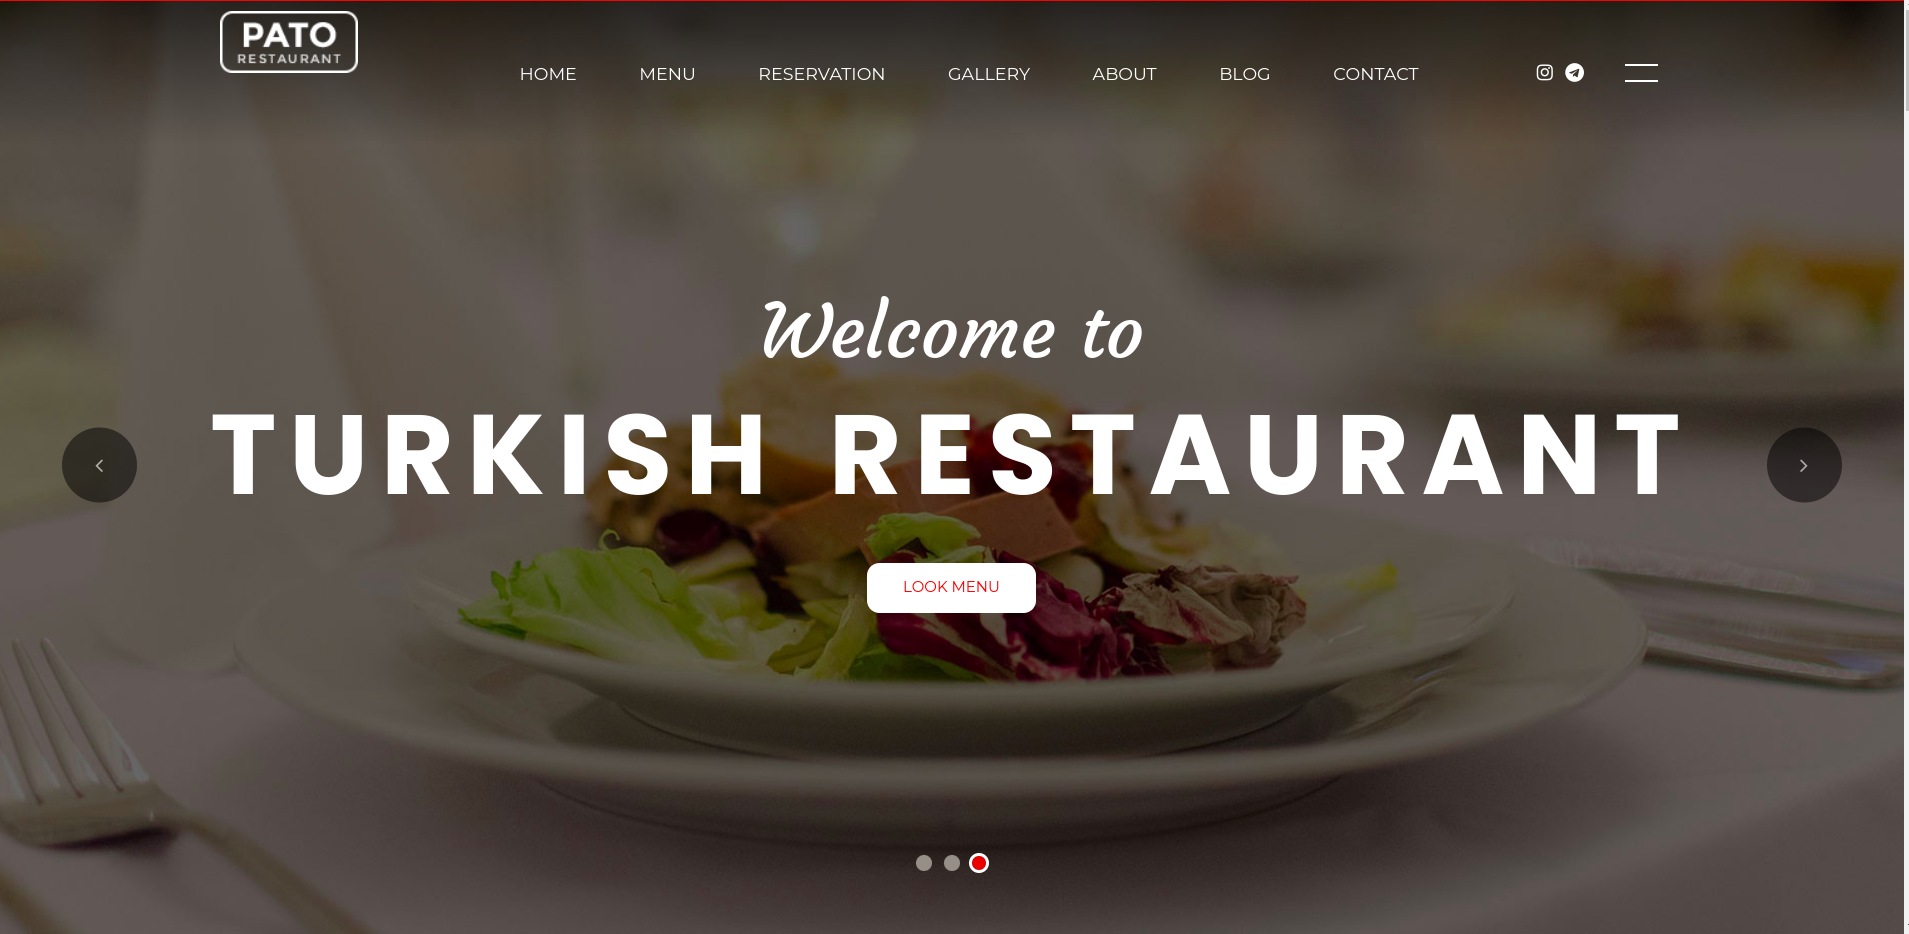 PATO
RESTAURANT
HOME MENU RESERVATION GALLERY ABOUT BLOG CONTACT
Welcome to
TURKISH RESTAURANT
LOOK MENU